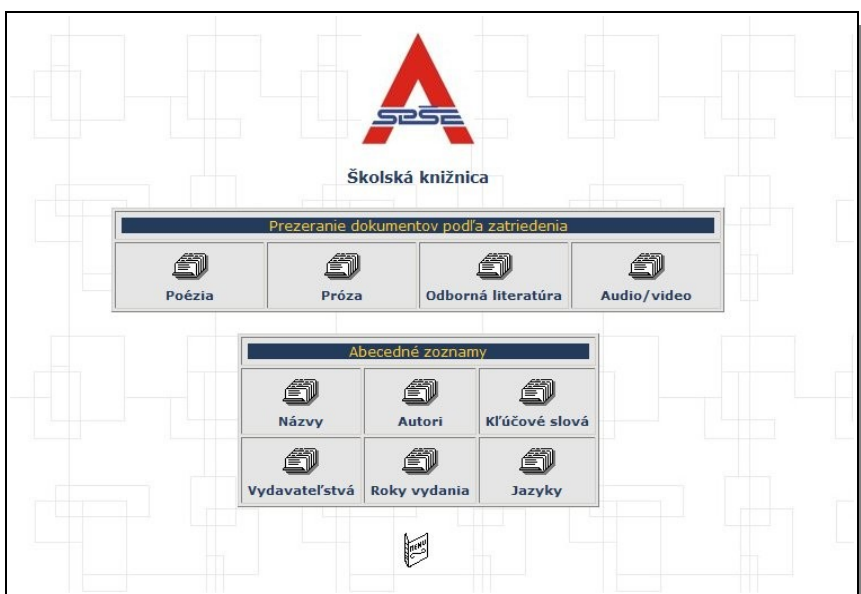 SPŠE
Školská knižnica
Prezeranie dokumentov podľa zatriedenia
Poézia Próza Odborná literatúra Audio/video
Abecedné zoznamy
Názvy Autori Kľúčové slová
Vydavateľstvá Roky vydania Jazyky
MENU